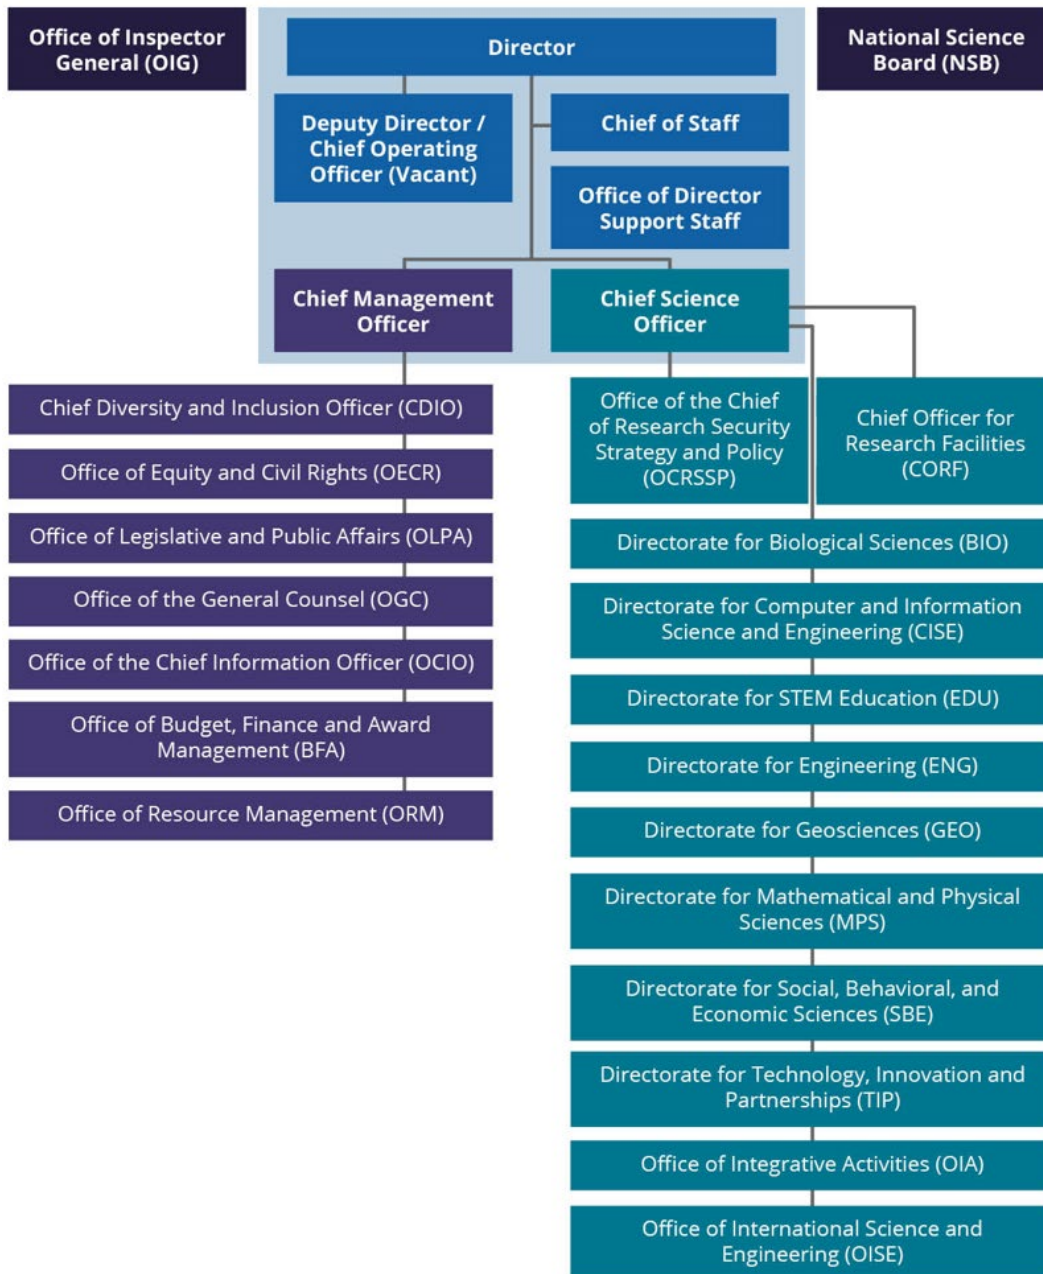 Office of Inspector
General (OIG)
Director
National Science
Board (NSB)
Deputy Director /
Chief Operating
Officer (Vacant)
Chief of Staff
Office of Director
Support Staff
Chief Management
Officer
Chief Science
Officer
Chief Diversity and Inclusion Officer (CDIO)
Office of Equity and Civil Rights (OECR)
Office of Legislative and Public Affairs (OLPA)
Office of the General Counsel (OGC)
Office of the Chief Information Officer (OCIO)
Office of Budget, Finance and Award
Management (BFA)
Office of Resource Management (ORM)
Office of the Chief
of Research Security
Strategy and Policy
(OCRSSP)
Chief Officer for
Research Facilities
(CORF)
Directorate for Biological Sciences (BIO)
Directorate for Computer and Information
Science and Engineering (CISE)
Directorate for STEM Education (EDU)
Directorate for Engineering (ENG)
Directorate for Geosciences (GEO)
Directorate for Mathematical and Physical
Sciences (MPS)
Directorate for Social, Behavioral, and
Economic Sciences (SBE)
Directorate for Technology, Innovation and
Partnerships (TIP)
Office of Integrative Activities (OIA)
Office of International Science and
Engineering (OISE)